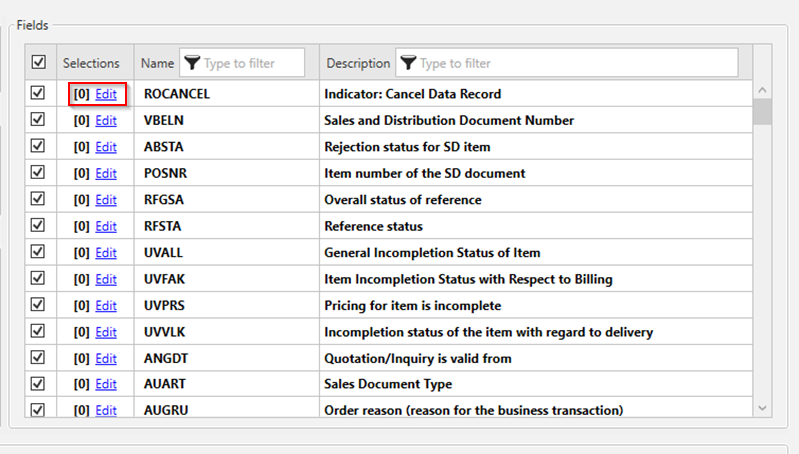 Fields
Selections Name Type to filter Description Type to filter
[0] Edit ROCANCEL Indicator: Cancel Data Record
[0] Edit VBELN Sales and Distribution Document Number
[0] Edit ABSTA Rejection status for SD item
[0] Edit POSNR Item number of the SD document
[0] Edit RFGSA Overall status of reference
[0] Edit RFSTA Reference status
[0] Edit UVALL General Incompletion Status of Item
[0] Edit UVFAK Item Incompletion Status with Respect to Billing
[0] Edit UVPRS Pricing for item is incomplete
[0] Edit UVVLK Incompletion status of the item with regard to delivery
[0] Edit ANGDT Quotation/Inquiry is valid from
[0] Edit AUART Sales Document Type
[0] Edit AUGRU Order reason (reason for the business transaction)